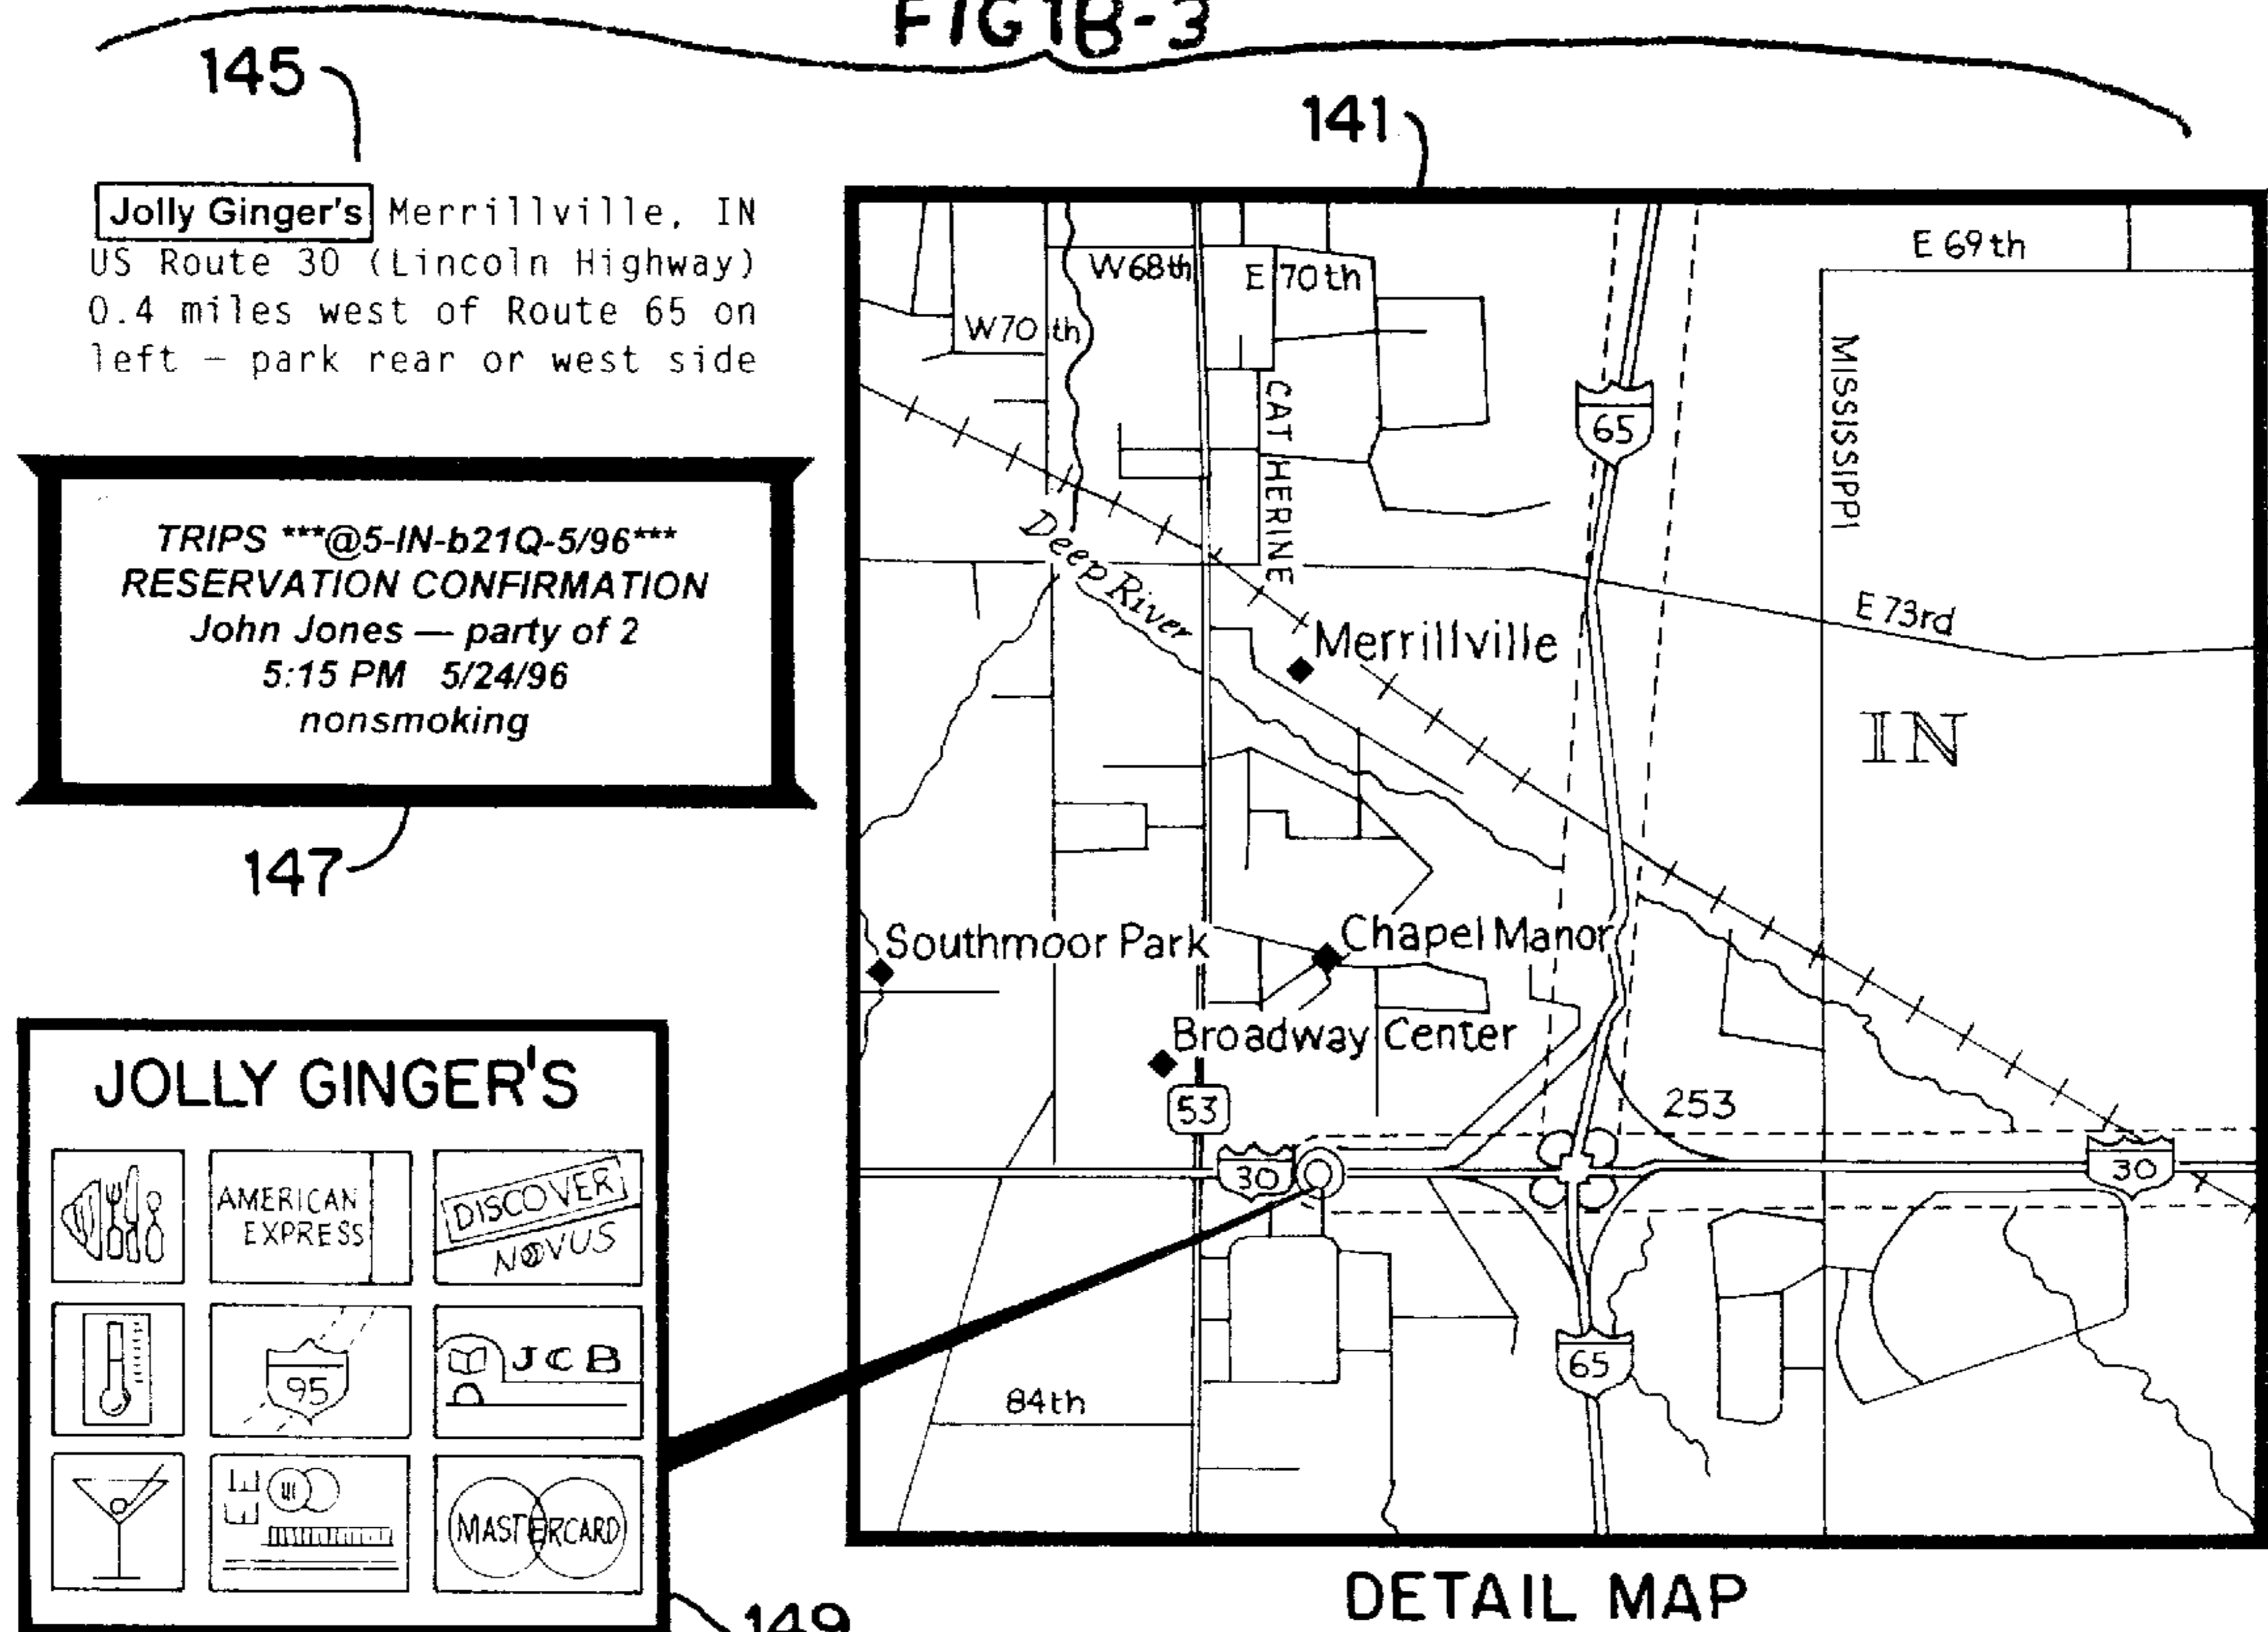 FIG 1B-3
145
141
Jolly Ginger's Merrillville, IN
US Route 30 (Lincoln Highway)
0.4 miles west of Route 65 on
left — park rear or west side
TRIPS ***@5-IN-b21Q-5/96***
RESERVATION CONFIRMATION
John Jones — party of 2
5:15 PM 5/24/96
nonsmoking
147
JOLLY GINGER'S
AMERICAN
EXPRESS
DISCOVER
NOVUS
95
JCB
MASTERCARD
149
E 69th
W 68th
E 70th
W 70th
MISSISSIPPI
65
CATHERINE
Deep River
E 73rd
Merrillville
IN
Southmoor Park
Chapel Manor
Broadway Center
53
253
30
30
65
84th
DETAIL MAP